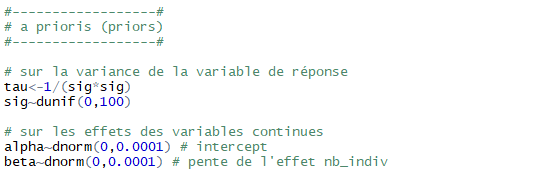 #------------------#
# a prioris (priors)
#------------------#
# sur la variance de la variable de réponse
tau<-1/(sig*sig)
sig~dunif(0,100)
# sur les effets des variables continues
alpha~dnorm(0,0.0001) # intercept
beta~dnorm(0,0.0001) # pente de l'effet nb_indiv